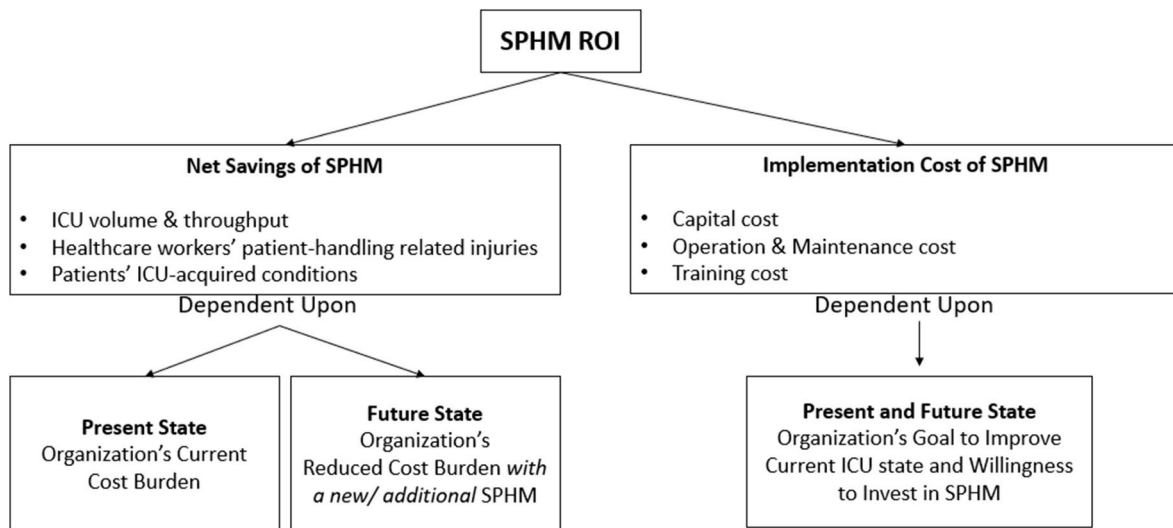 SPHM ROI
Net Savings of SPHM
• ICU volume & throughput
• Healthcare workers’ patient-handling related injuries
• Patients’ ICU-acquired conditions
Dependent Upon
Implementation Cost of SPHM
• Capital cost
• Operation & Maintenance cost
• Training cost
Dependent Upon
Present State
Organization’s Current
Cost Burden
Future State
Organization’s
Reduced Cost Burden with
a new/ additional SPHM
Present and Future State
Organization’s Goal to Improve
Current ICU state and Willingness
to Invest in SPHM